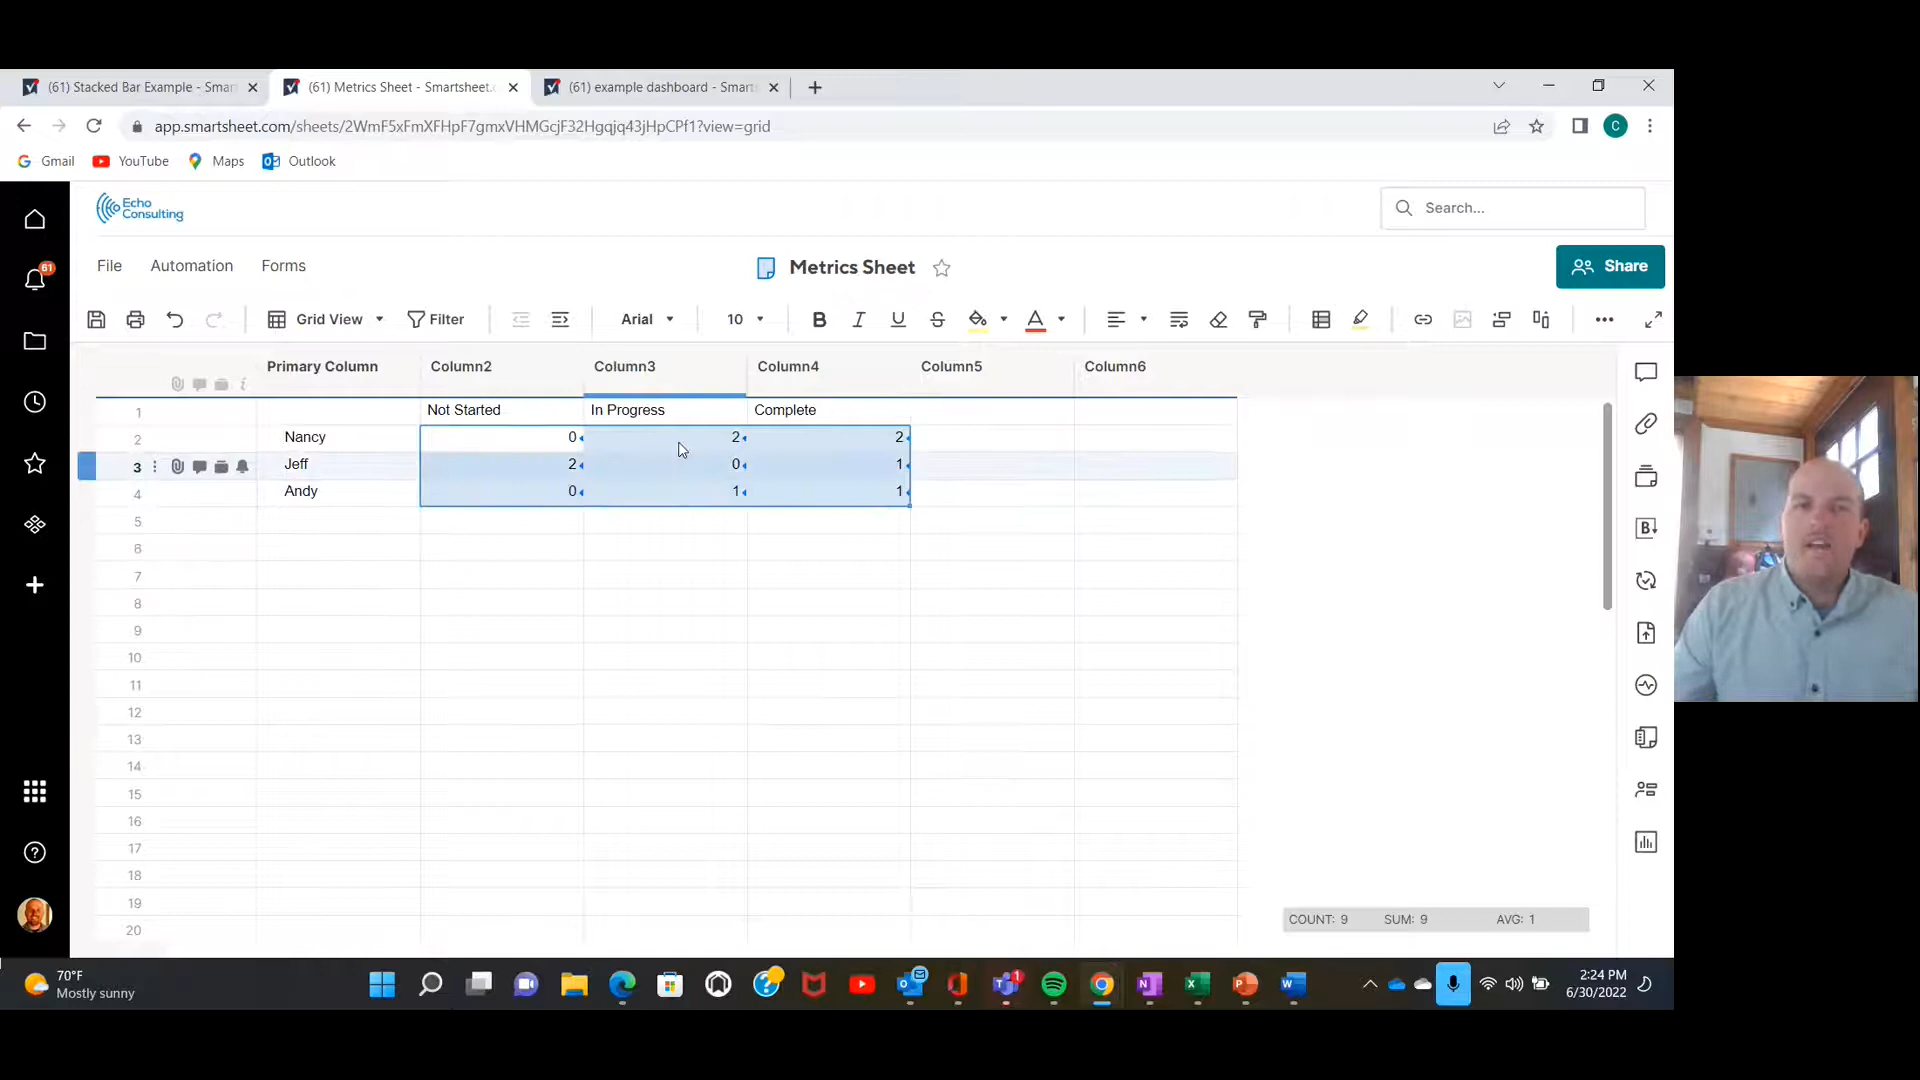 (61) Stacked Bar Example - Smar
(61) Metrics Sheet - Smartsheet.c
(61) example dashboard - Smarts
app.smartsheet.com/sheets/2WmF5xFmXFHpF7gmxVHMGcjF32Hgqjq43jHpCPf1?view=grid
C
Gmail YouTube Maps Outlook
Echo
Consulting
Search...
61
File Automation Forms
Metrics Sheet
Share
Grid View Filter Arial 10 B I U S A
Primary Column Column2 Column3 Column4 Column5 Column6
1 Not Started In Progress Complete
2 Nancy 0 2 2
3 Jeff 2 0 1
4 Andy 0 1 1
5
6
7
8
9
10
11
12
13
14
15
16
17
18
19
20
COUNT: 9 SUM: 9 AVG: 1
70°F
Mostly sunny
2:24 PM
6/30/2022